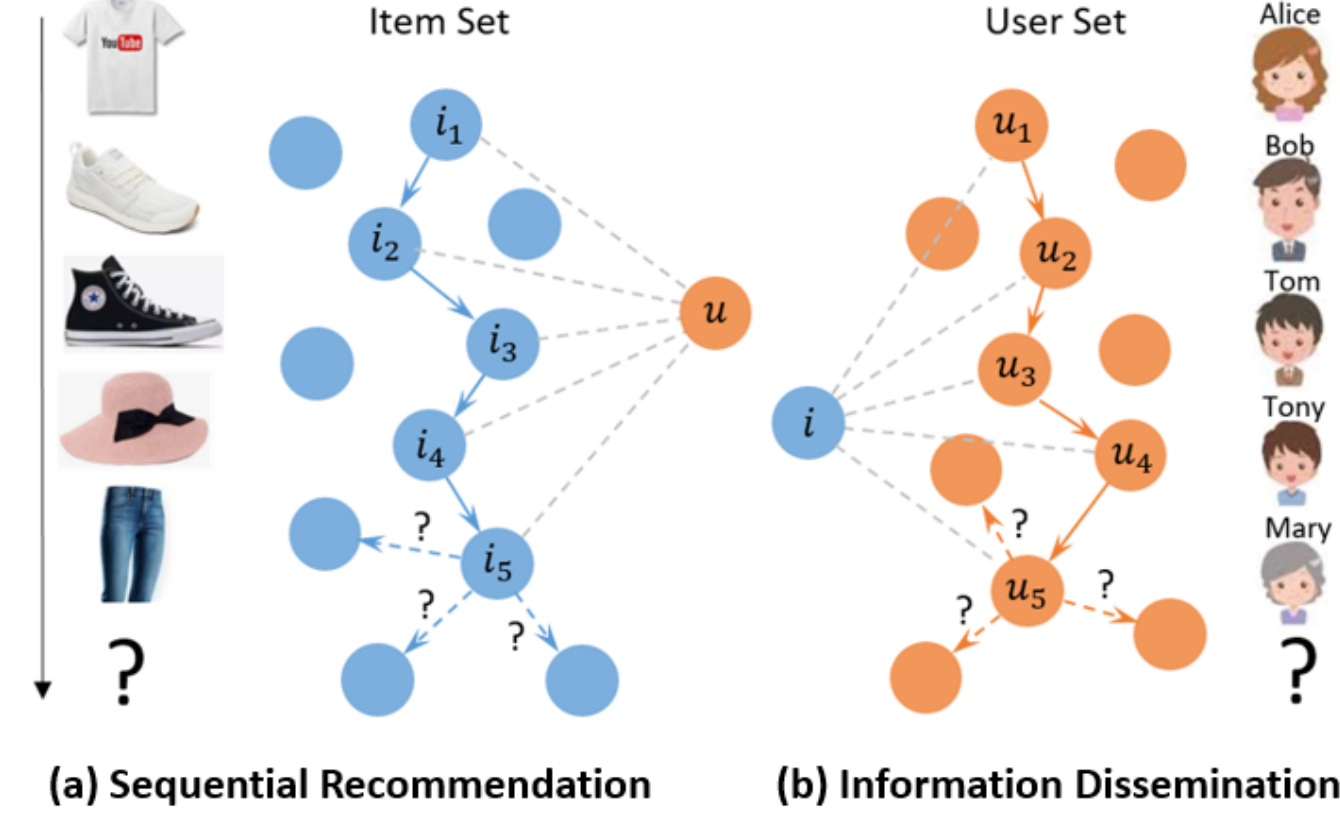 Item Set
User Set
Alice
YouTube
Bob
Tom
Tony
Mary
i₁
i₂
i₃
i₄
i₅
u
?
?
?
?
u₁
u₂
u₃
u₄
u₅
i
?
?
?
?
(a) Sequential Recommendation
(b) Information Dissemination